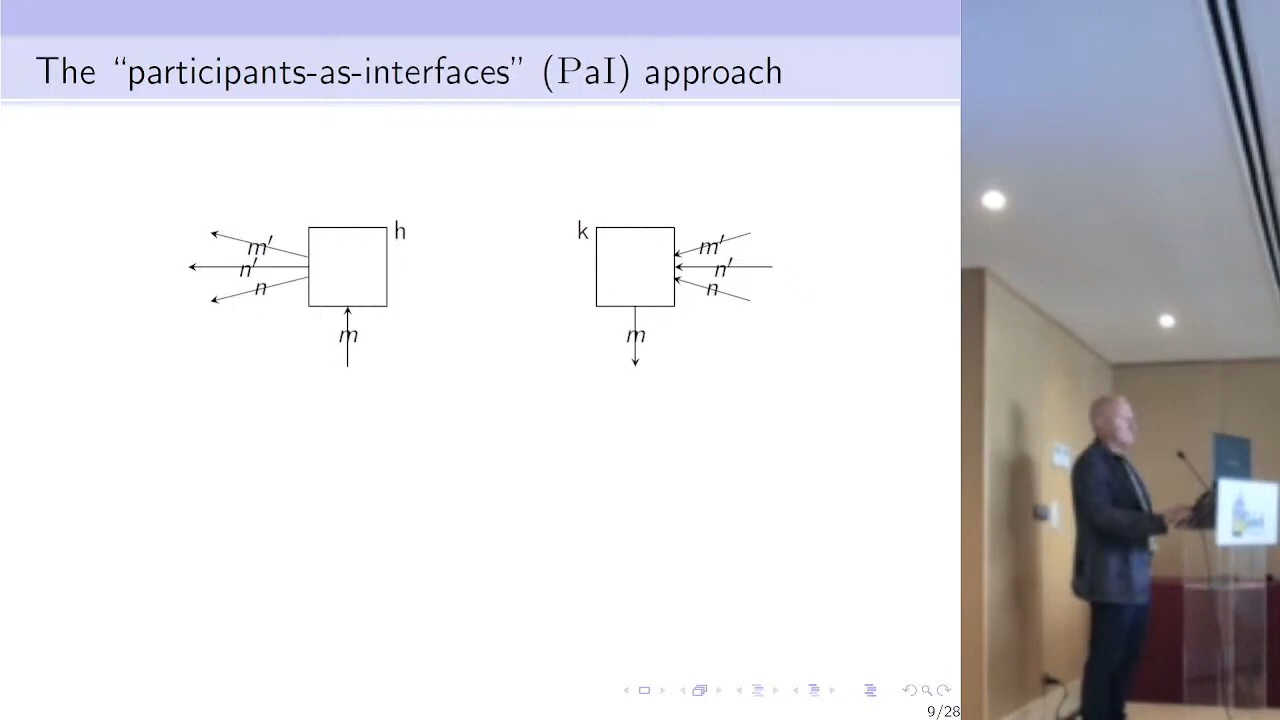 The “participants-as-interfaces” (PaI) approach
h
k
m′
n′
n
m
m′
n′
n
m
9/28